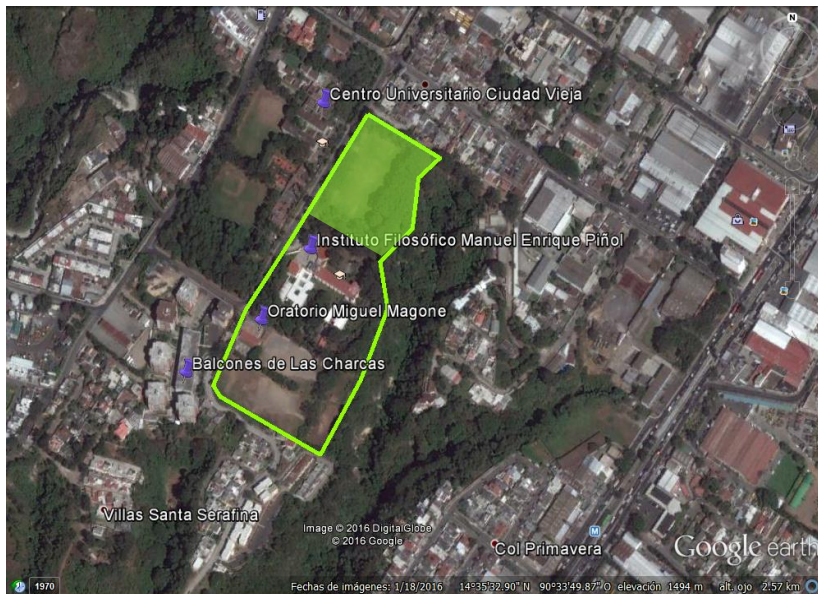 N
Centro Universitario Ciudad Vieja
Instituto Filosófico Manuel Enrique Piñol
Oratorio Miguel Magone
Balcones de Las Charcas
Villas Santa Serafina
Image © 2016 DigitalGlobe
© 2016 Google
M
Col Primavera
Google earth
1970
Fechas de imágenes: 1/18/2016 14°35'32.90" N 90°33'49.87" O elevación 1494 m alt. ojo 2.57 km